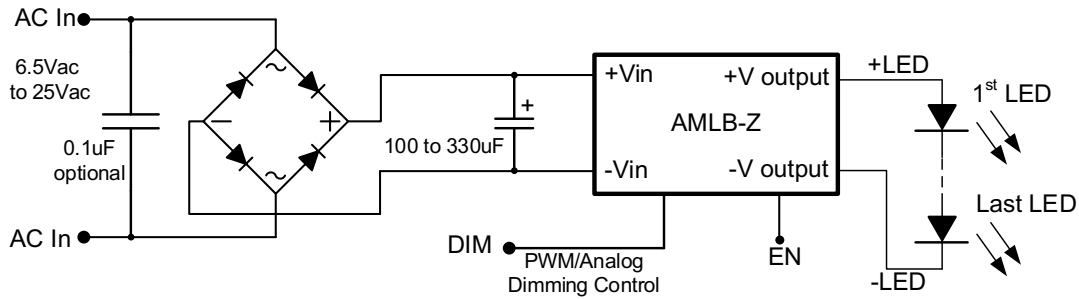 AC In
6.5Vac
to 25Vac
0.1uF
optional
AC In
~
−
+
~
+
100 to 330uF
+Vin
-Vin
AMLB-Z
+V output
-V output
DIM
PWM/Analog
Dimming Control
EN
+LED
1st LED
Last LED
-LED